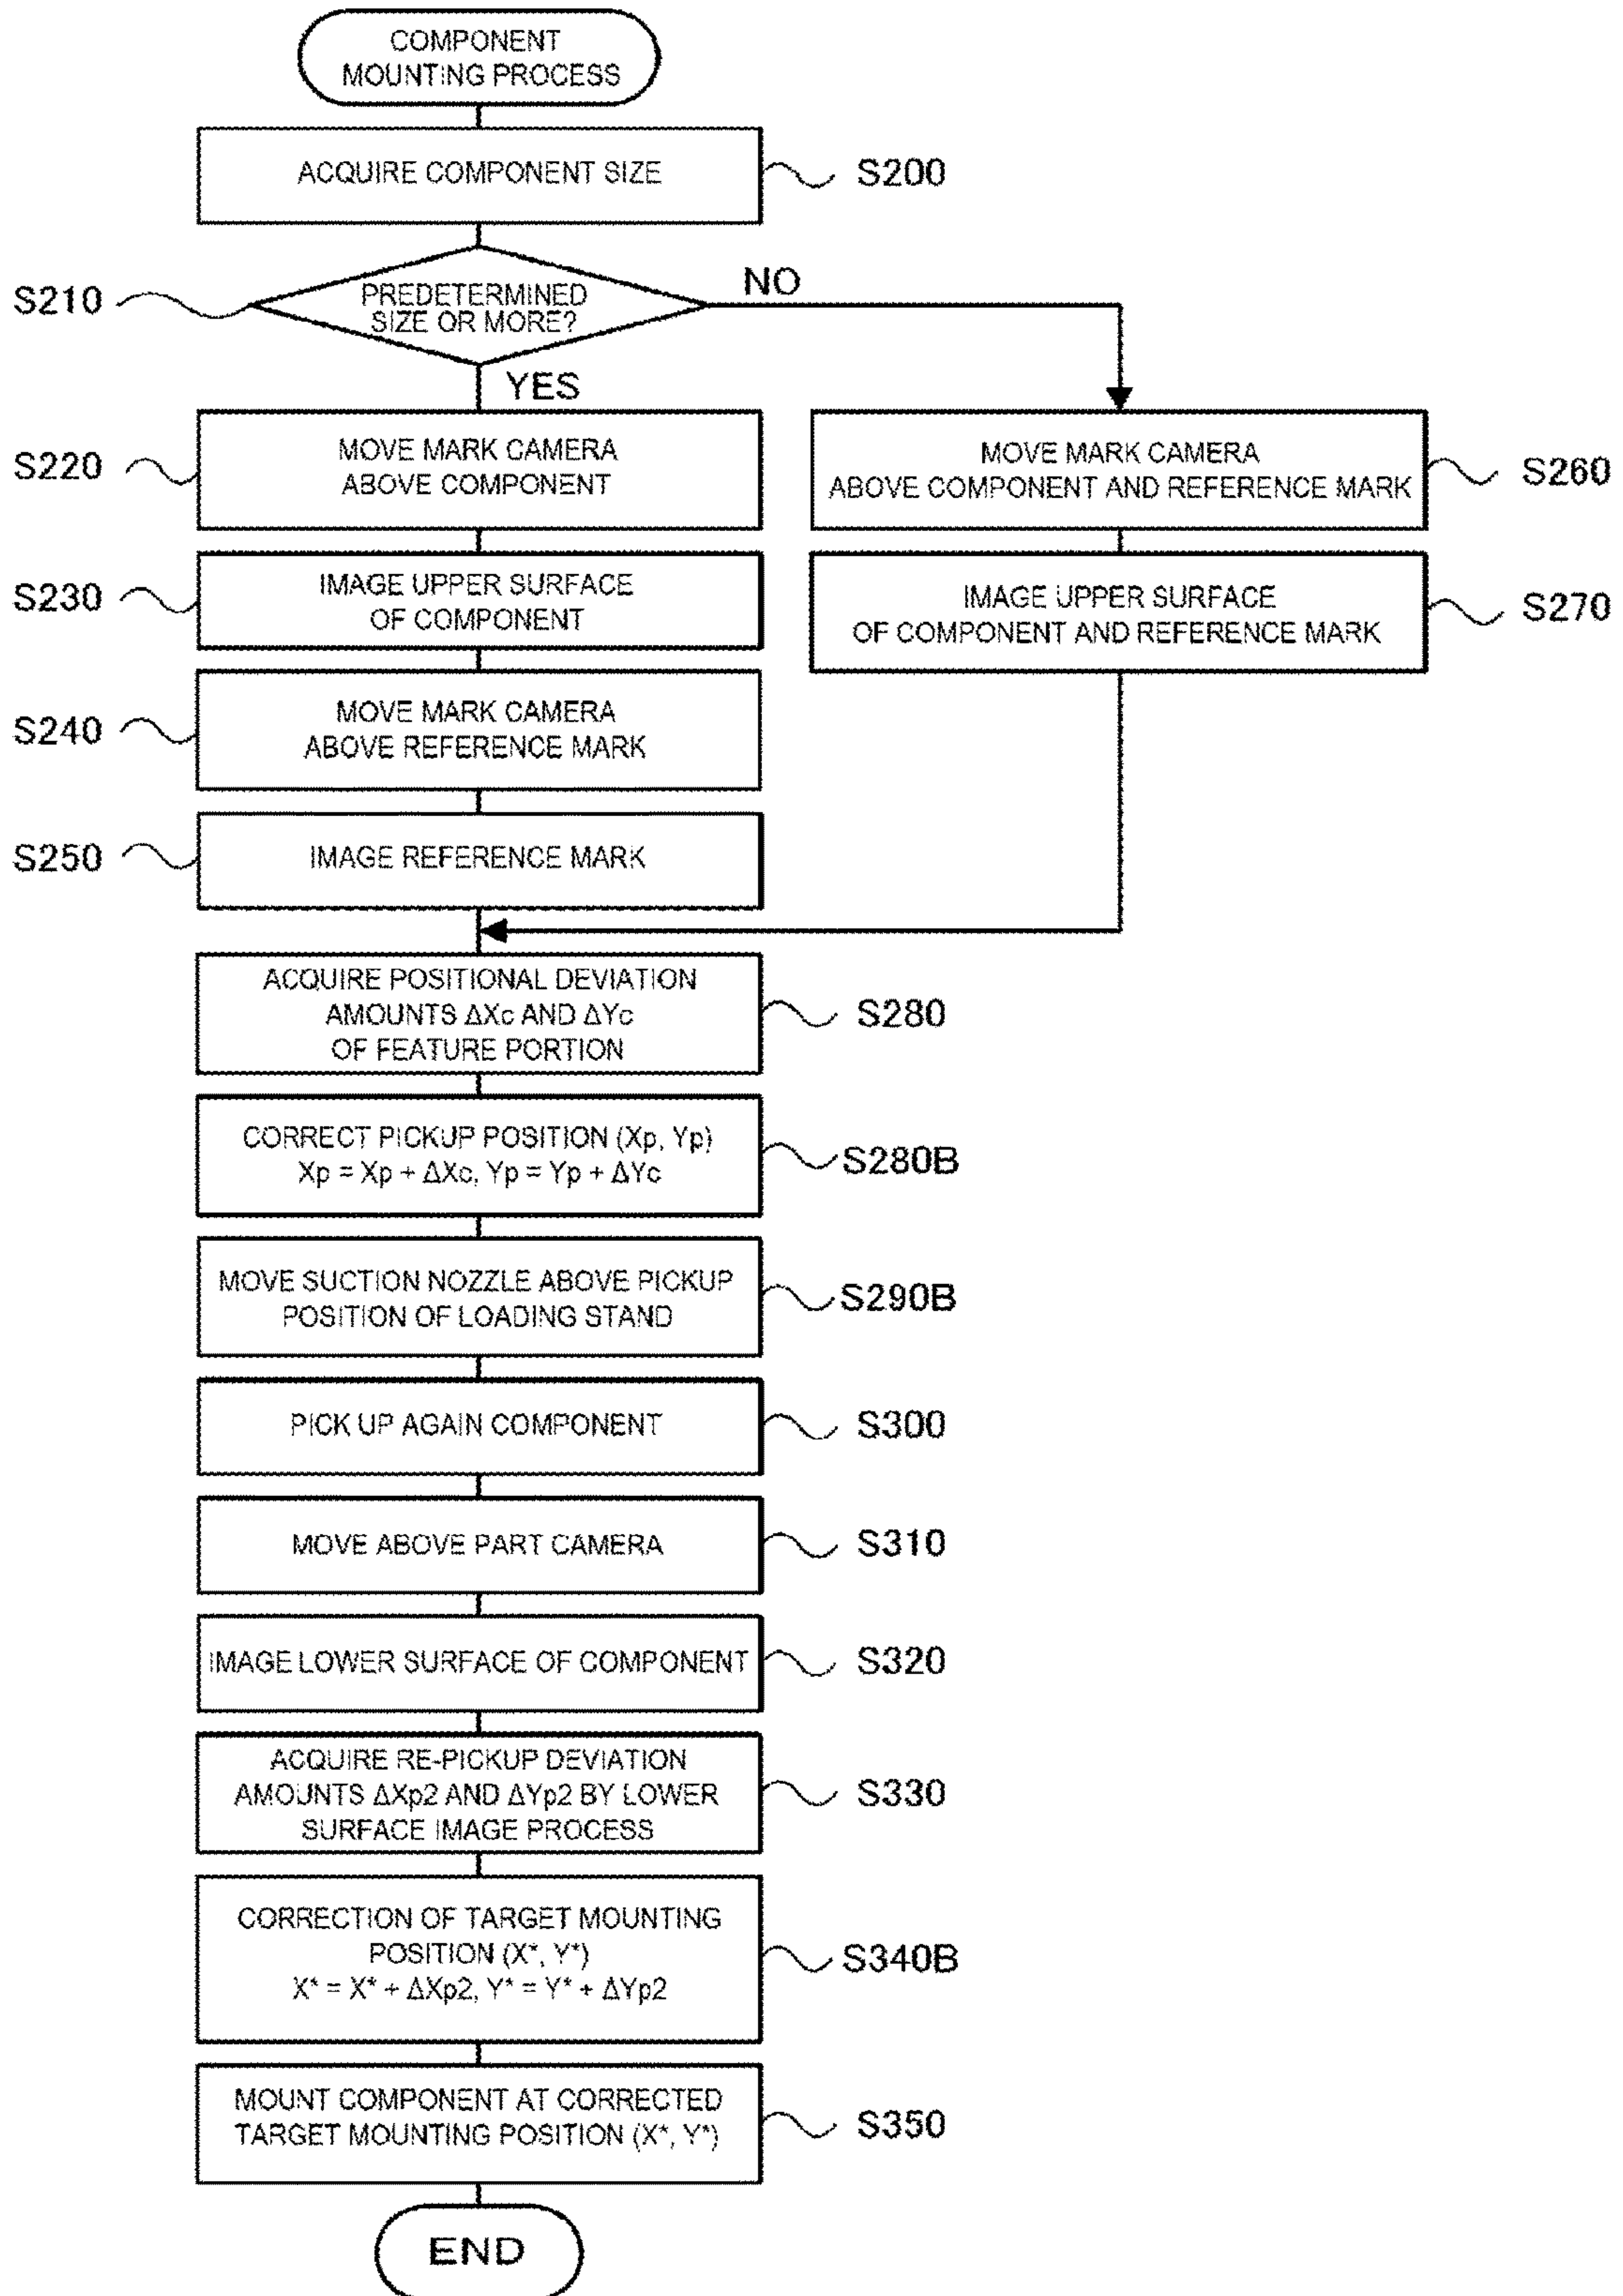 COMPONENT
MOUNTING PROCESS
ACQUIRE COMPONENT SIZE
S200
S210
PREDETERMINED
SIZE OR MORE?
NO
YES
S220
MOVE MARK CAMERA
ABOVE COMPONENT
MOVE MARK CAMERA
ABOVE COMPONENT AND REFERENCE MARK
S260
S230
IMAGE UPPER SURFACE
OF COMPONENT
IMAGE UPPER SURFACE
OF COMPONENT AND REFERENCE MARK
S270
S240
MOVE MARK CAMERA
ABOVE REFERENCE MARK
S250
IMAGE REFERENCE MARK
ACQUIRE POSITIONAL DEVIATION
AMOUNTS ΔXc AND ΔYc
OF FEATURE PORTION
S280
CORRECT PICKUP POSITION (Xp, Yp)
Xp = Xp + ΔXc, Yp = Yp + ΔYc
S280B
MOVE SUCTION NOZZLE ABOVE PICKUP
POSITION OF LOADING STAND
S290B
PICK UP AGAIN COMPONENT
S300
MOVE ABOVE PART CAMERA
S310
IMAGE LOWER SURFACE OF COMPONENT
S320
ACQUIRE RE-PICKUP DEVIATION
AMOUNTS ΔXp2 AND ΔYp2 BY LOWER
SURFACE IMAGE PROCESS
S330
CORRECTION OF TARGET MOUNTING
POSITION (X*, Y*)
X* = X* + ΔXp2, Y* = Y* + ΔYp2
S340B
MOUNT COMPONENT AT CORRECTED
TARGET MOUNTING POSITION (X*, Y*)
S350
END